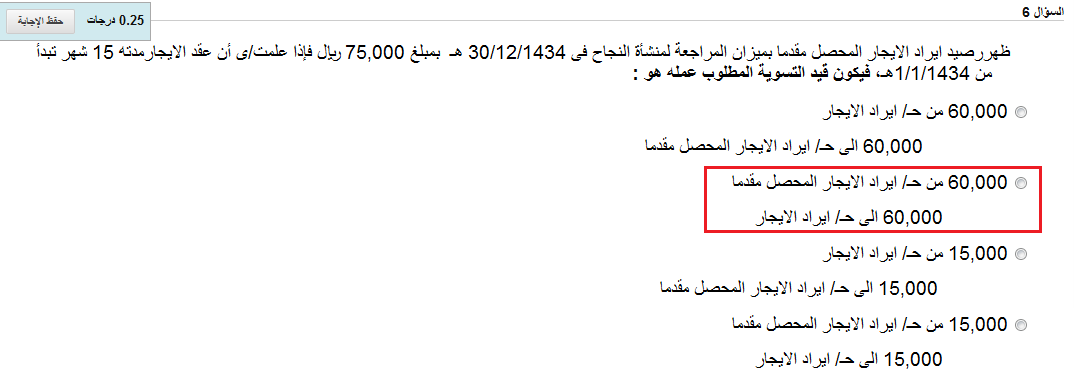 السؤال 6
0.25 درجات
حفظ الإجابة
ظهررصيد ايراد الايجار المحصل مقدما بميزان المراجعة لمنشأة النجاح فى 30/12/1434 هـ بمبلغ 75,000 ريال فإذا علمت/ى أن عقد الايجارمدته 15 شهر تبدأ
من 1/1/1434هـ، فيكون قيد التسوية المطلوب عمله هو :
60,000 من حـ/ ايراد الايجار
60,000 الى حـ/ ايراد الايجار المحصل مقدما
60,000 من حـ/ ايراد الايجار المحصل مقدما
60,000 الى حـ/ ايراد الايجار
15,000 من حـ/ ايراد الايجار
15,000 الى حـ/ ايراد الايجار المحصل مقدما
15,000 من حـ/ ايراد الايجار المحصل مقدما
15,000 الى حـ/ ايراد الايجار